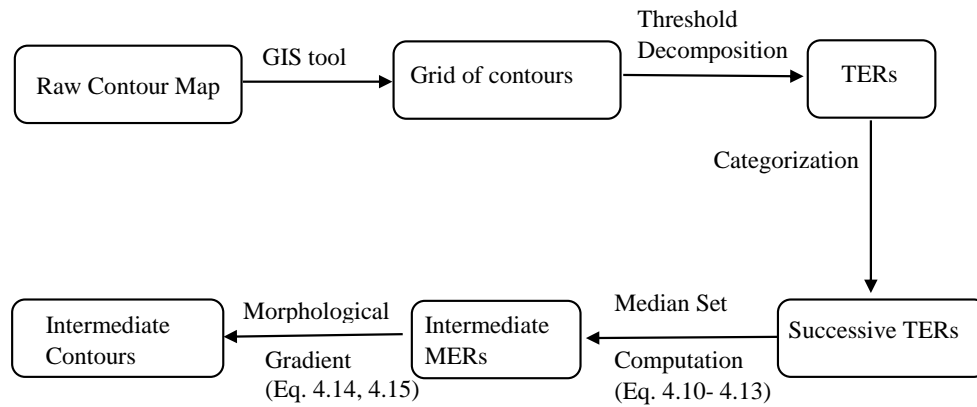 Raw Contour Map
GIS tool
Grid of contours
Threshold
Decomposition
TERs
Categorization
Successive TERs
Median Set
Computation
(Eq. 4.10- 4.13)
Intermediate
MERs
Morphological
Gradient
(Eq. 4.14, 4.15)
Intermediate
Contours